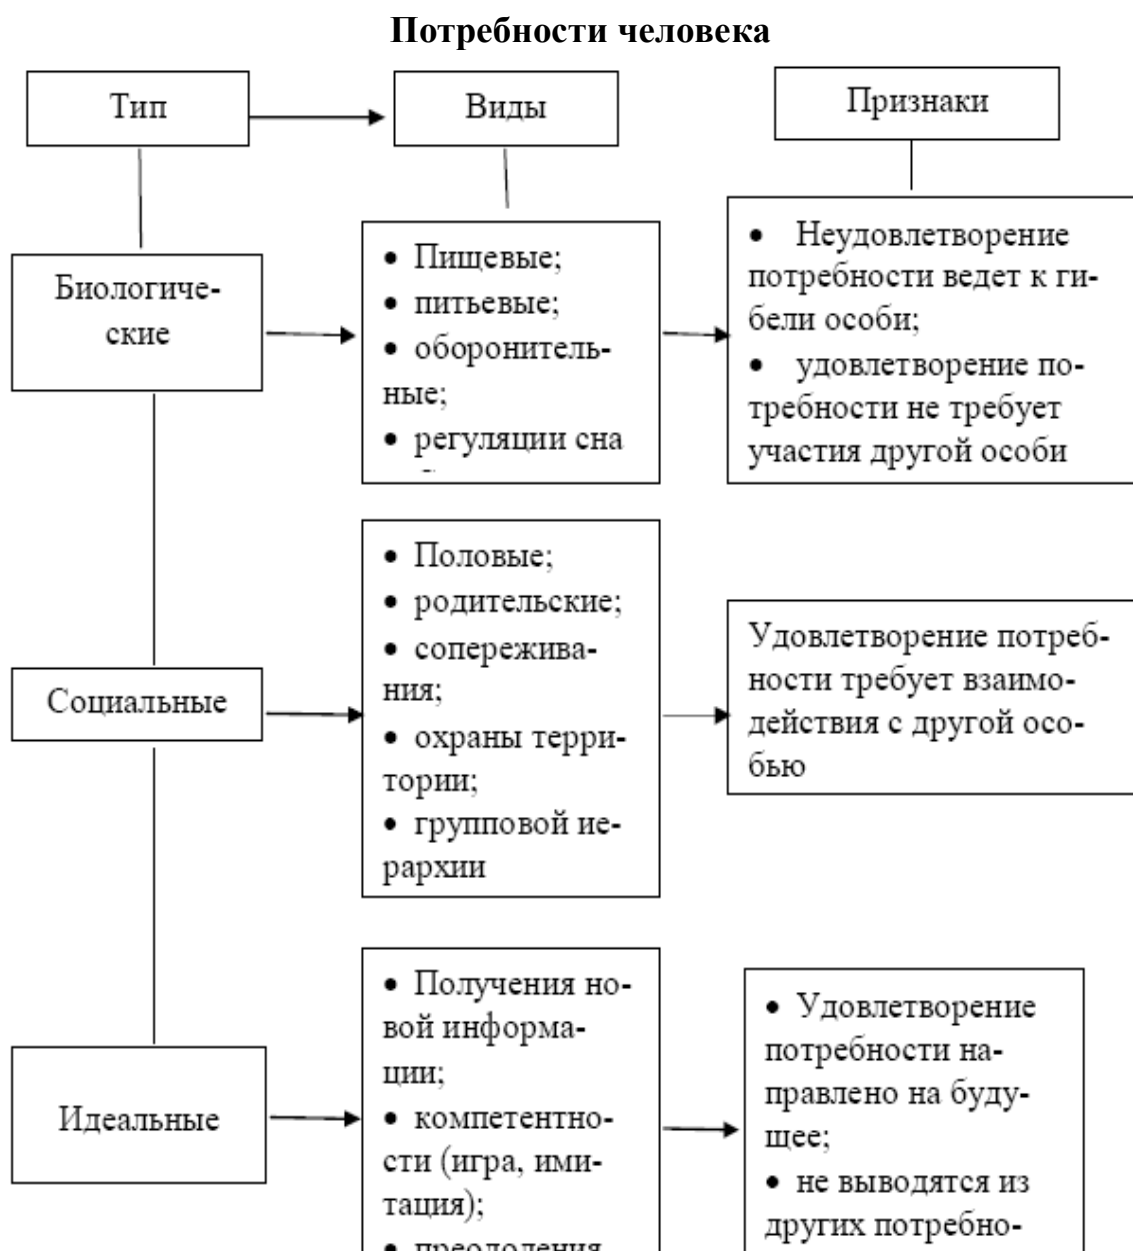 Потребности человека
Тип
Виды
Признаки
Биологиче-
ские
• Пищевые;
• питьевые;
• оборонитель-
ные;
• регуляции сна
• Неудовлетворение
потребности ведет к ги-
бели особи;
• удовлетворение по-
требности не требует
участия другой особи
Социальные
• Половые;
• родительские;
• сопережива-
ния;
• охраны терри-
тории;
• групповой ие-
рархии
Удовлетворение потреб-
ности требует взаимо-
действия с другой осо-
бью
Идеальные
• Получения но-
вой информа-
ции;
• компетентно-
сти (игра, ими-
тация);
• преодоления
• Удовлетворение
потребности на-
правлено на буду-
щее;
• не выводятся из
других потребно-